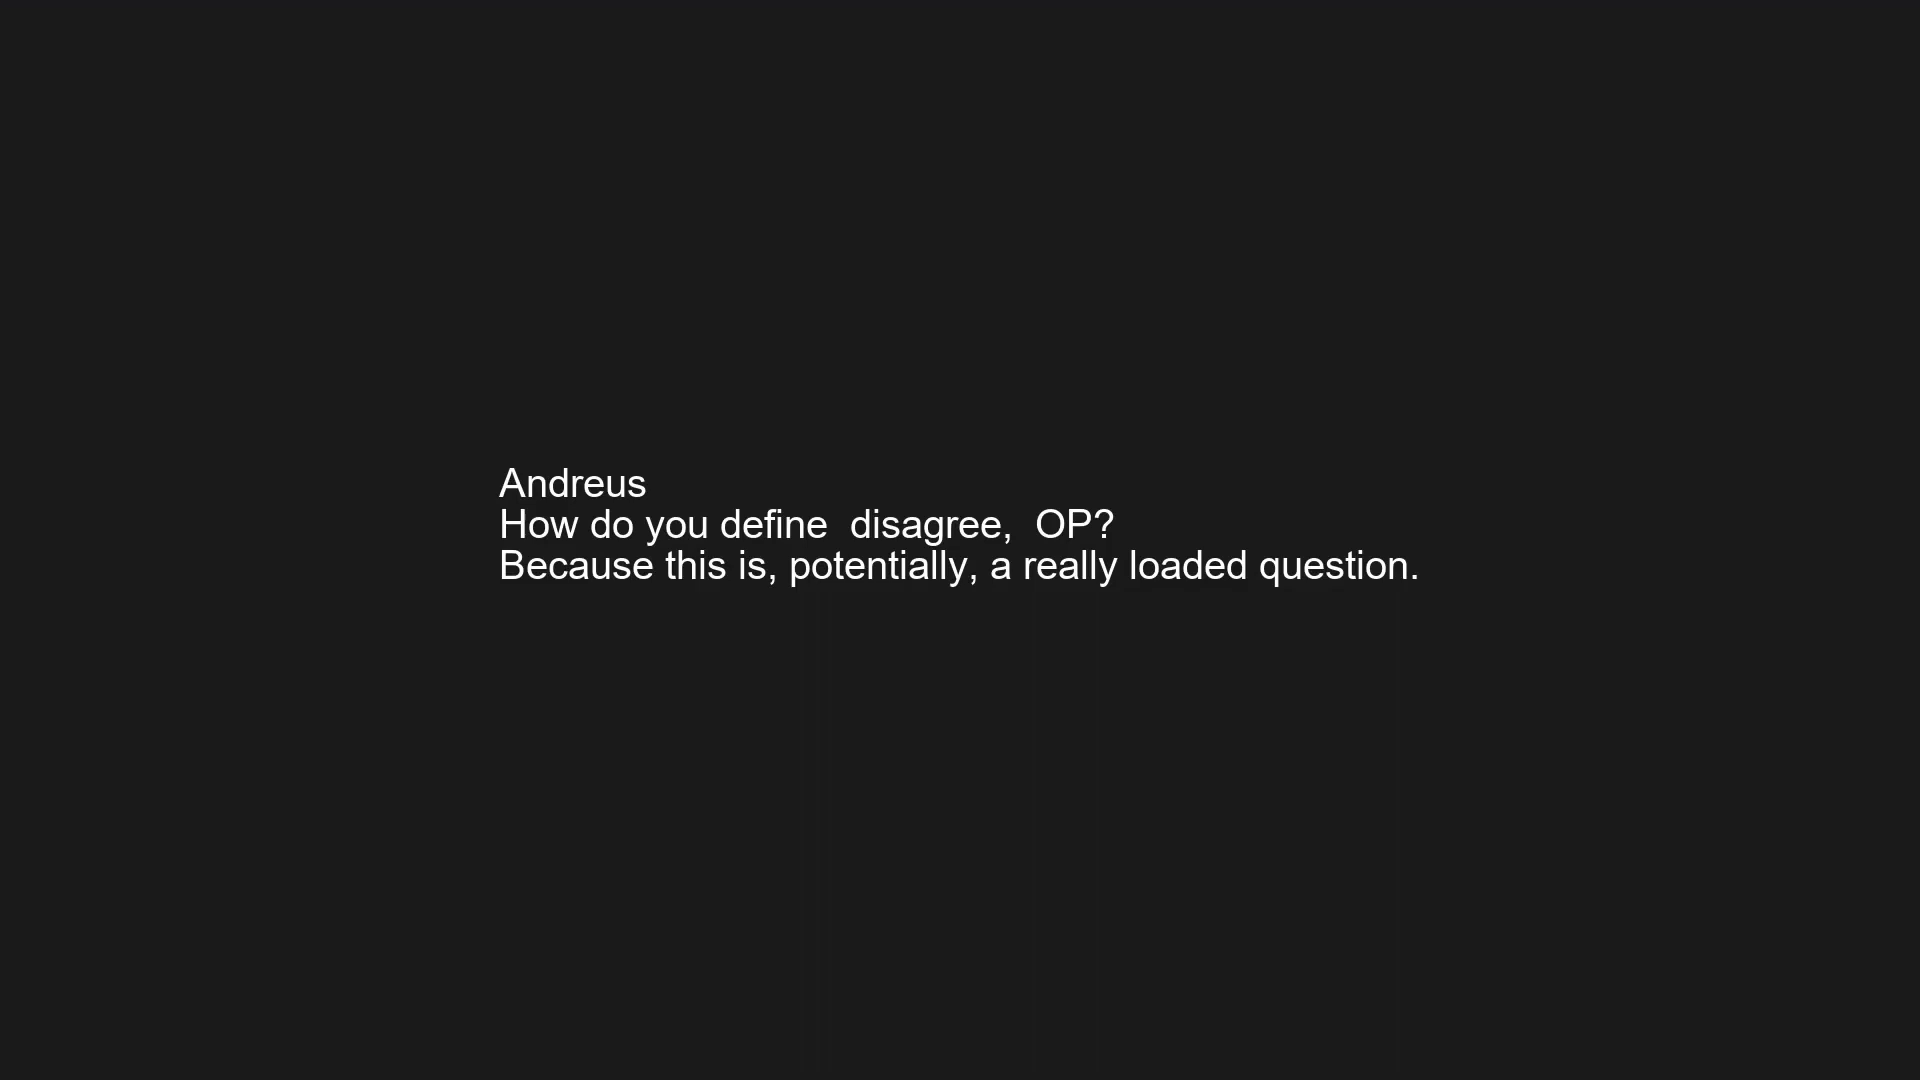 Andreus
How do you define  disagree,  OP?
Because this is, potentially, a really loaded question.